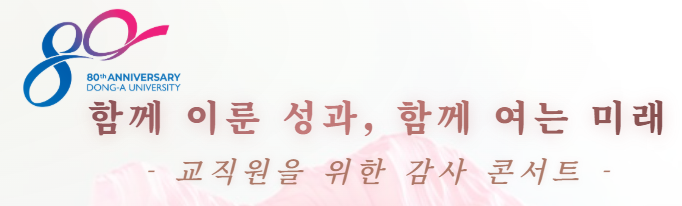 80
80th ANNIVERSARY
DONG-A UNIVERSITY
함께 이룬 성과, 함께 여는 미래
- 교직원을 위한 감사 콘서트 -